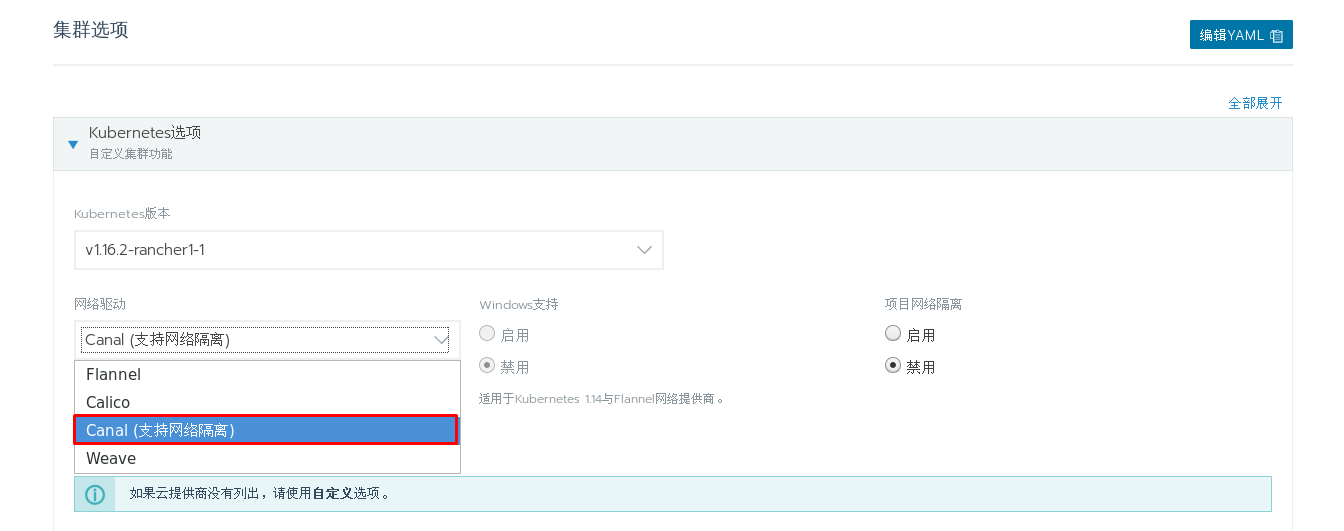 集群选项
编辑YAML
全部展开
Kubernetes选项
自定义集群功能
Kubernetes版本
v1.16.2-rancher1-1
网络驱动
Windows支持
项目网络隔离
Canal (支持网络隔离)
启用
启用
Flannel
禁用
禁用
Calico
适用于Kubernetes 1.14与Flannel网络提供商。
Canal (支持网络隔离)
Weave
如果云提供商没有列出，请使用自定义选项。